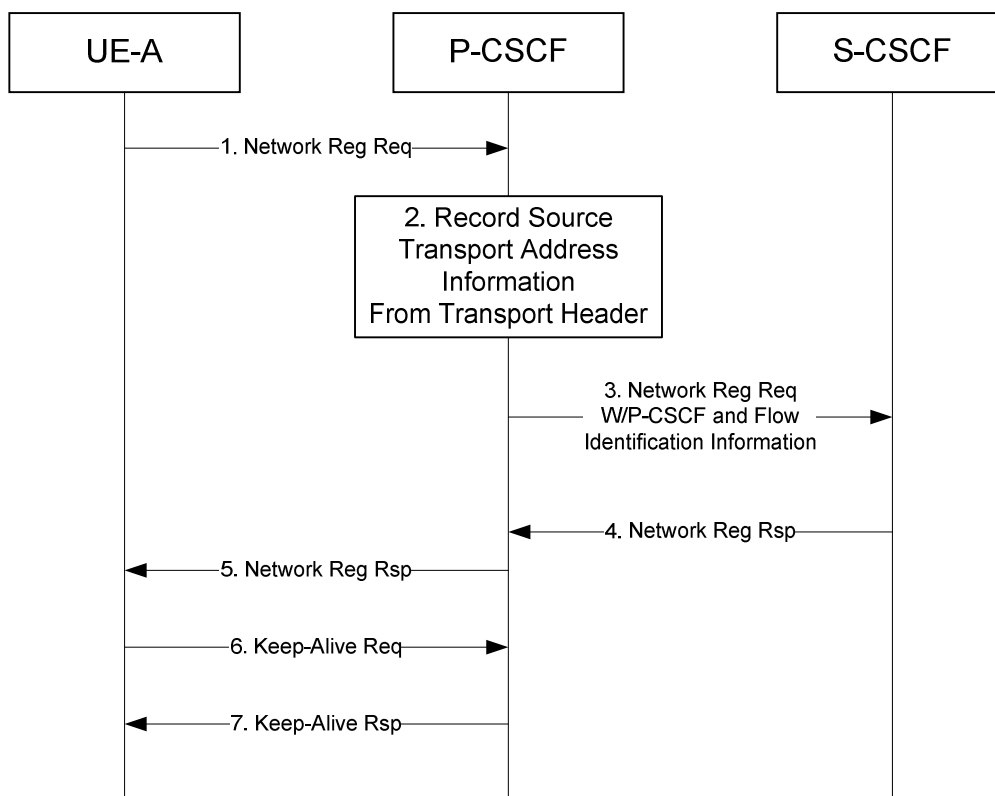 UE-A
P-CSCF
S-CSCF
1. Network Reg Req
2. Record Source
Transport Address
Information
From Transport Header
3. Network Reg Req
W/P-CSCF and Flow
Identification Information
4. Network Reg Rsp
5. Network Reg Rsp
6. Keep-Alive Req
7. Keep-Alive Rsp